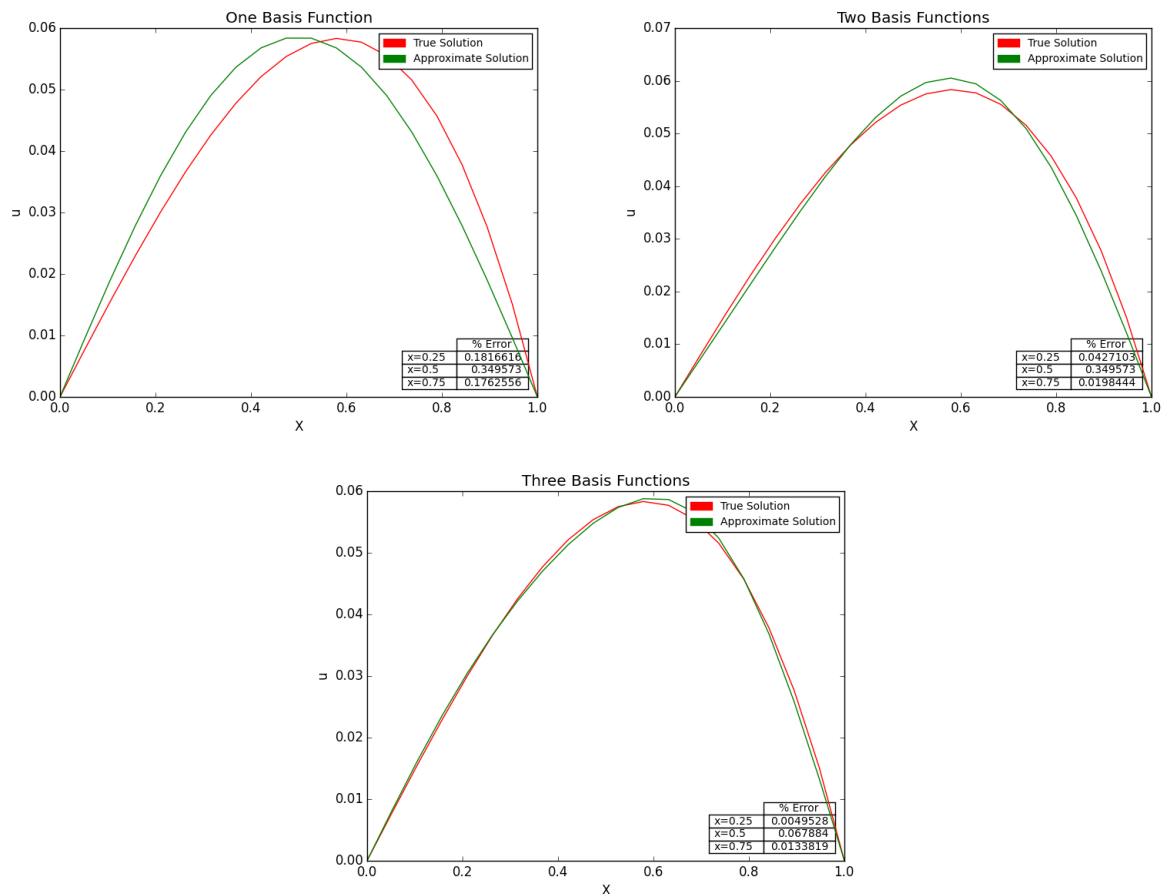 One Basis Function
0.06
0.05
0.04
0.03
0.02
0.01
0.00
u
True Solution
Approximate Solution
% Error
x=0.25 0.1816616
x=0.5 0.349573
x=0.75 0.1762556
0.0 0.2 0.4 0.6 0.8 1.0
X
Two Basis Functions
0.07
0.06
0.05
0.04
0.03
0.02
0.01
0.00
u
True Solution
Approximate Solution
% Error
x=0.25 0.0427103
x=0.5 0.349573
x=0.75 0.0198444
0.0 0.2 0.4 0.6 0.8 1.0
X
Three Basis Functions
0.06
0.05
0.04
0.03
0.02
0.01
0.00
u
True Solution
Approximate Solution
% Error
x=0.25 0.0049528
x=0.5 0.067884
x=0.75 0.0133819
0.0 0.2 0.4 0.6 0.8 1.0
X